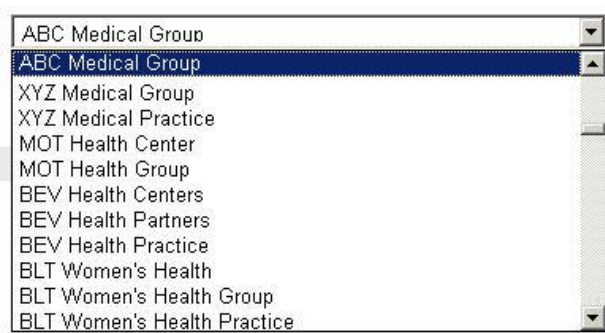 ABC Medical Group
ABC Medical Group
XYZ Medical Group
XYZ Medical Practice
MOT Health Center
MOT Health Group
BEV Health Centers
BEV Health Partners
BEV Health Practice
BLT Women's Health
BLT Women's Health Group
BLT Women's Health Practice